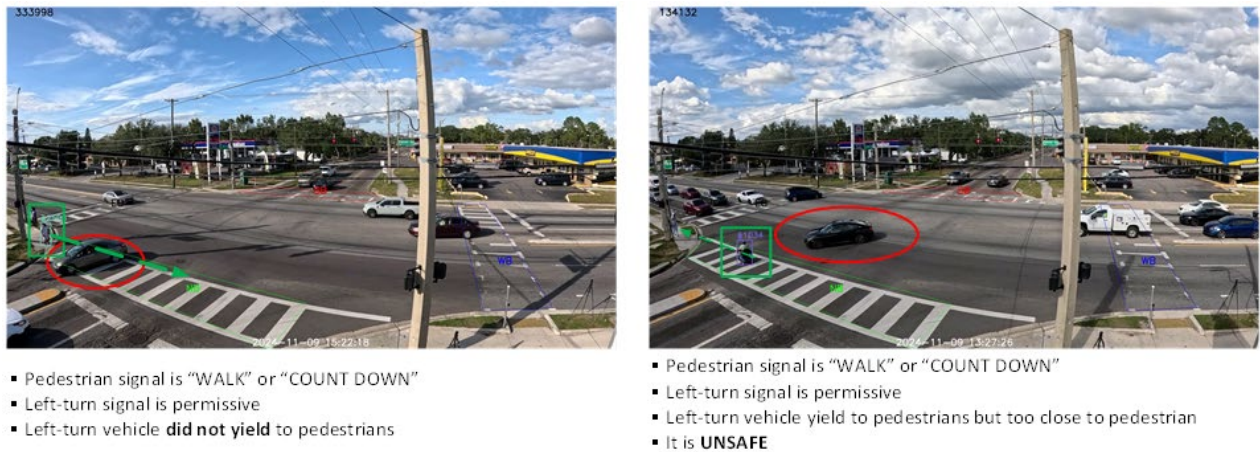 333998
WB
2024-11-09 15:22:18
▪ Pedestrian signal is “WALK” or “COUNT DOWN”
▪ Left-turn signal is permissive
▪ Left-turn vehicle did not yield to pedestrians
134132
WB
2024-11-09 13:27:26
▪ Pedestrian signal is “WALK” or “COUNT DOWN”
▪ Left-turn signal is permissive
▪ Left-turn vehicle yield to pedestrians but too close to pedestrian
▪ It is UNSAFE